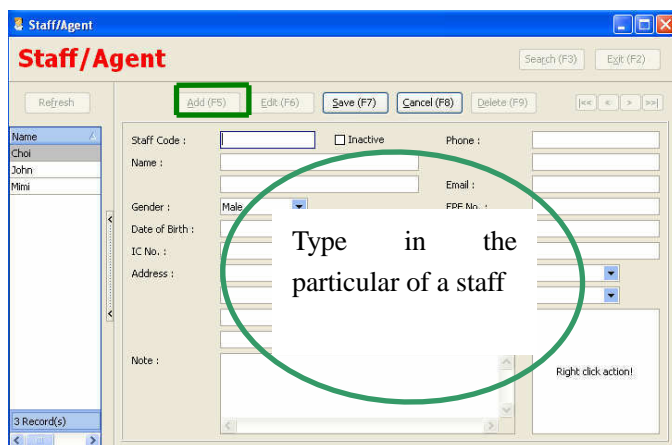 Staff/Agent
Staff/Agent
Search (F3) Exit (F2)
Refresh Add (F5) Edit (F6) Save (F7) Cancel (F8) Delete (F9) |<< < > >>|
Name
Choi
John
Mimi
3 Record(s)
Staff Code : Inactive Phone :
Name :
Email :
Gender : Male EPF No. :
Date of Birth :
IC No. :
Address :
Type in the
particular of a staff
Note :
Right click action!